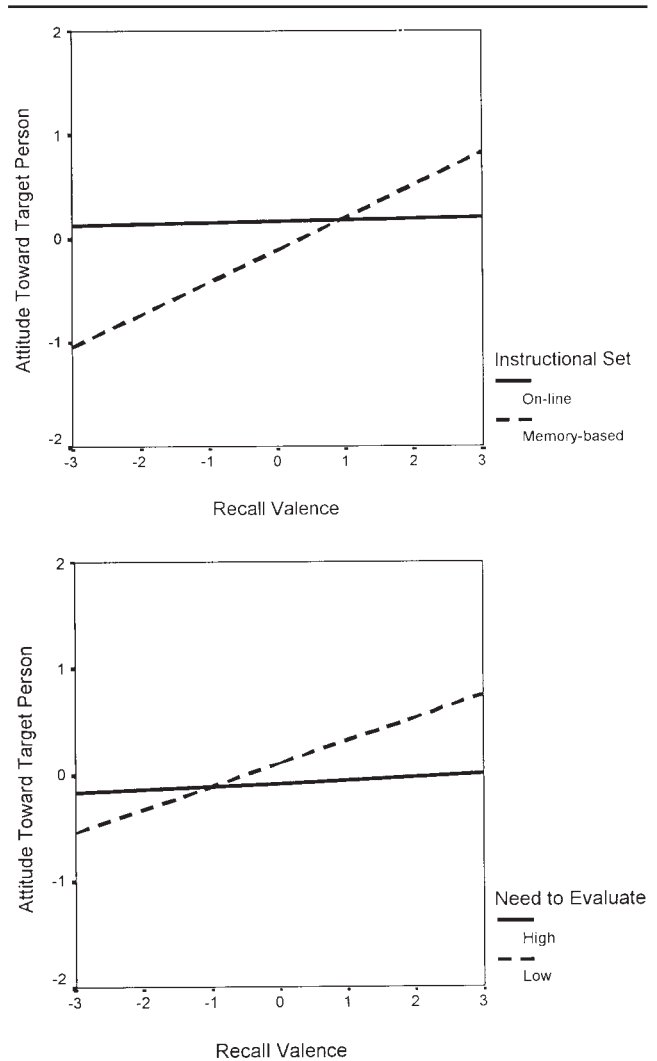 2
1
0
-1
-2
Attitude Toward Target Person
-3
-2
-1
0
1
2
3
Recall Valence
Instructional Set
On-line
Memory-based
2
1
0
-1
-2
Attitude Toward Target Person
-3
-2
-1
0
1
2
3
Recall Valence
Need to Evaluate
High
Low